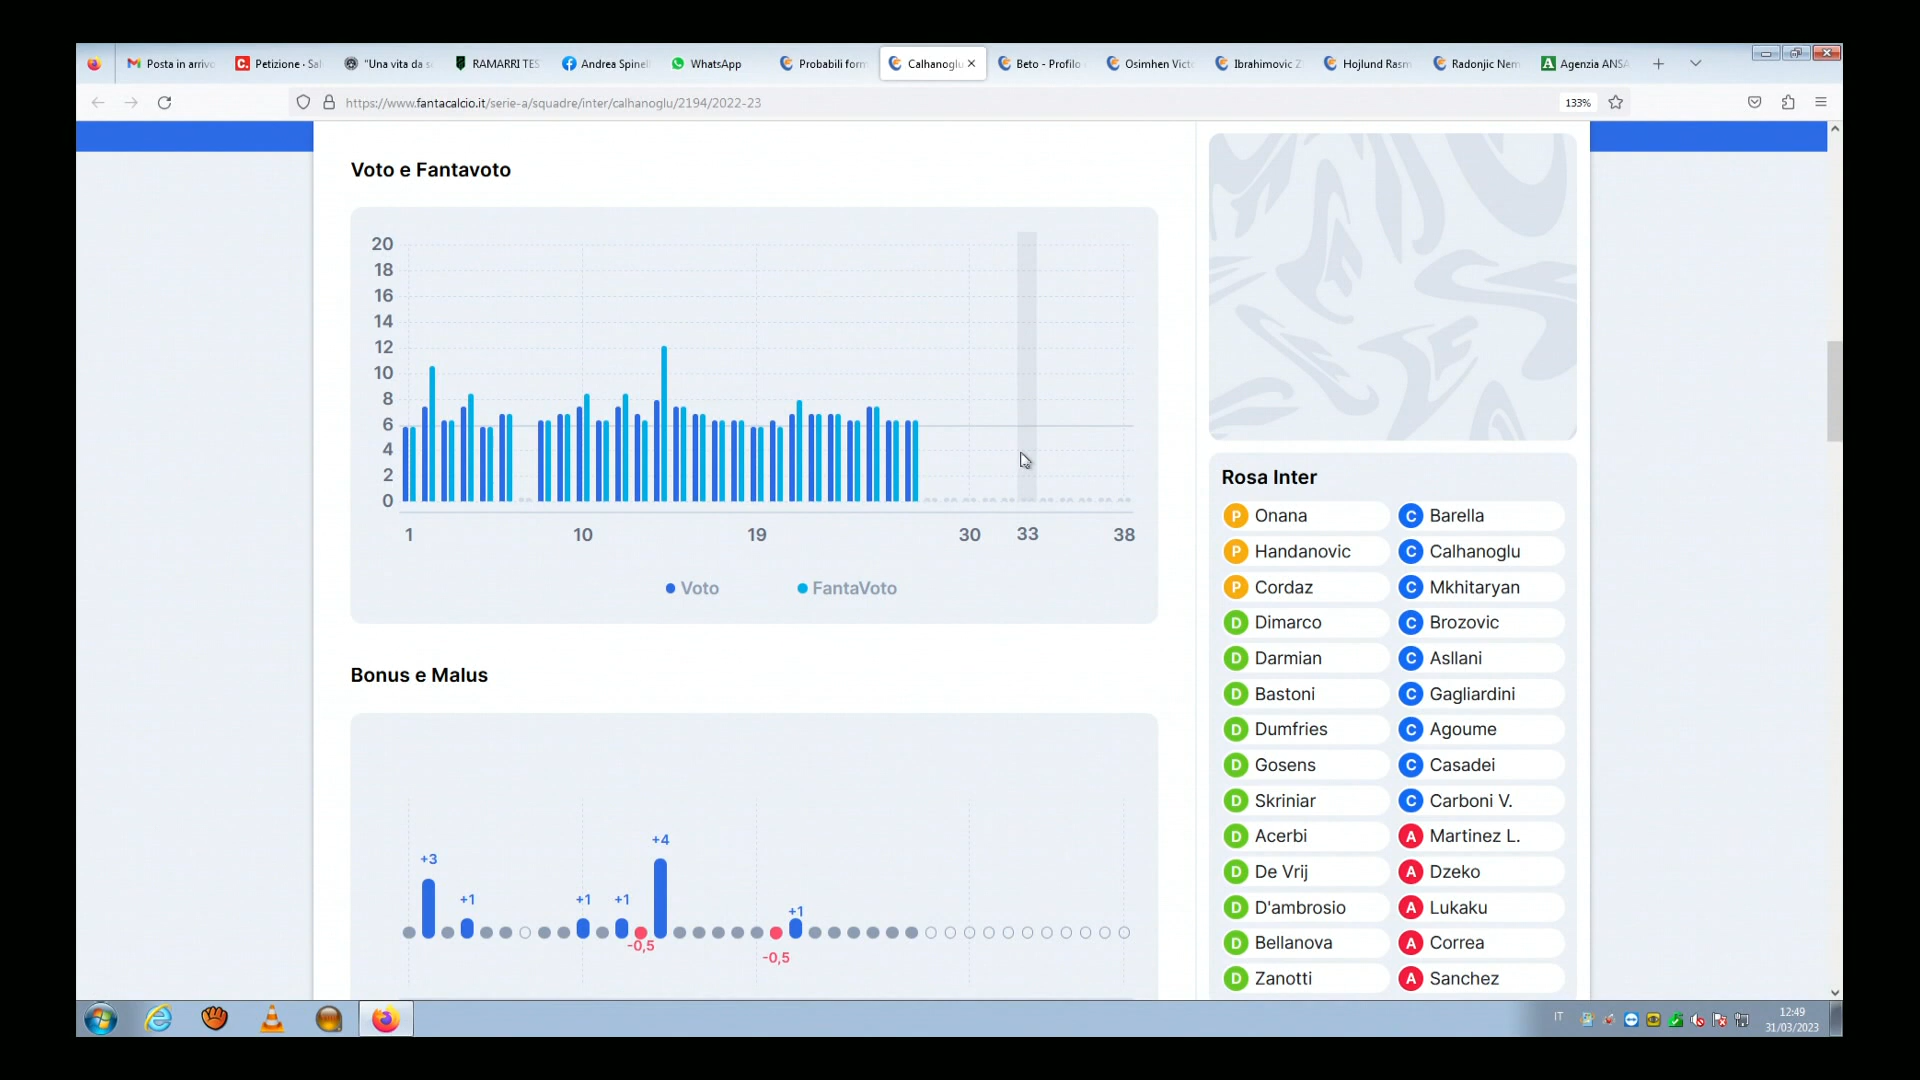 Posta in arrivo
Petizione · Sal
"Una vita da s
RAMARRI TES
Andrea Spinell
WhatsApp
Probabili form
Calhanoglu
Beto - Profilo
Osimhen Victo
Ibrahimovic Z
Hojlund Rasm
Radonjic Nem
Agenzia ANSA
https://www.fantacalcio.it/serie-a/squadre/inter/calhanoglu/2194/2022-23
133%
Voto e Fantavoto
20
18
16
14
12
10
8
6
4
2
0
1 10 19 30 33 38
Voto FantaVoto
Bonus e Malus
+3
+1
+1
+1
-0,5
+4
-0,5
+1
Rosa Inter
P Onana
C Barella
P Handanovic
C Calhanoglu
P Cordaz
C Mkhitaryan
D Dimarco
C Brozovic
D Darmian
C Asllani
D Bastoni
C Gagliardini
D Dumfries
C Agoume
D Gosens
C Casadei
D Skriniar
C Carboni V.
D Acerbi
A Martinez L.
D De Vrij
A Dzeko
D D'ambrosio
A Lukaku
D Bellanova
A Correa
D Zanotti
A Sanchez
IT
12:49
31/03/2023